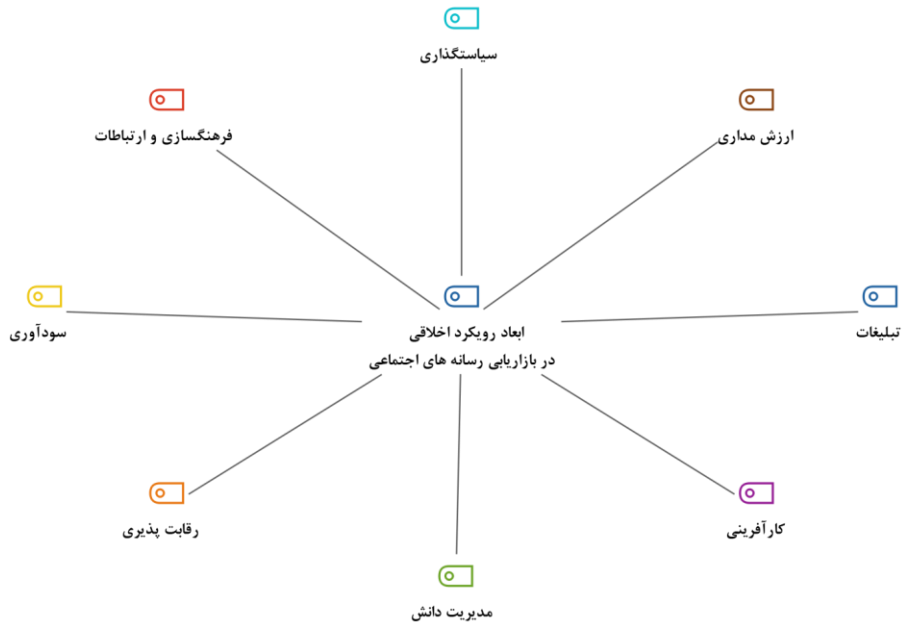 سیاستگذاری
فرهنگسازی و ارتباطات
ارزش مداری
سودآوری
ابعاد رویکرد اخلاقی
در بازاریابی رسانه های اجتماعی
تبلیغات
رقابت پذیری
کارآفرینی
مدیریت دانش